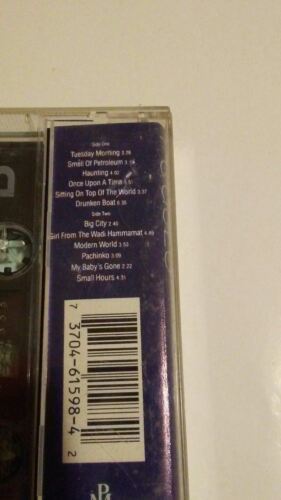 Side One
Tuesday Morning 3.28
Smell Of Petroleum 3.14
Haunting 4.02
Once Upon A Time 3.51
Sitting On Top Of The World 3.37
Drunken Boat 6.35
Side Two
Big City 2.40
Girl From The Wadi Hammamat 4.49
Modern World 3.53
Pachinko 3.09
My Baby's Gone 2.22
Small Hours 4.31
7 3704-61598-4 2